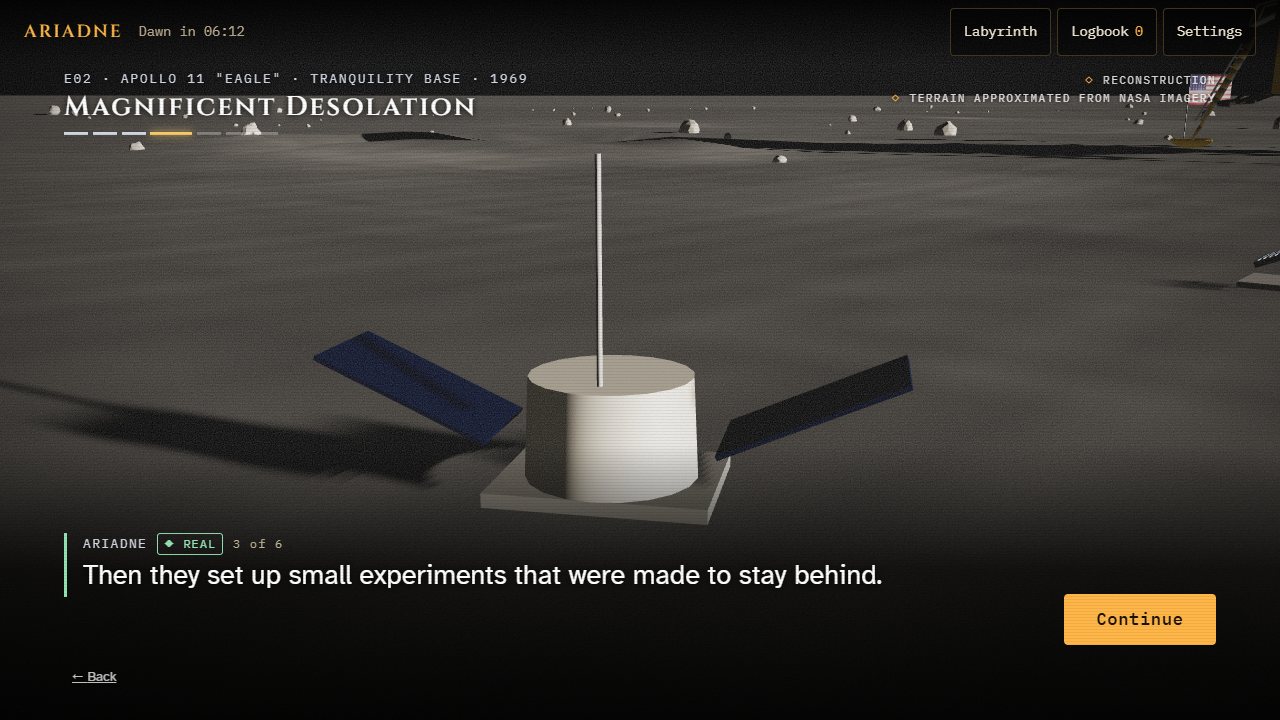 ARIADNE Dawn in 06:12 Labyrinth Logbook 0 Settings
E02 · APOLLO 11 "EAGLE" · TRANQUILITY BASE · 1969
◇ RECONSTRUCTION
MAGNIFICENT DESOLATION
◇ TERRAIN APPROXIMATED FROM NASA IMAGERY
ARIADNE ◆ REAL 3 of 6
Then they set up small experiments that were made to stay behind.
Continue
← Back